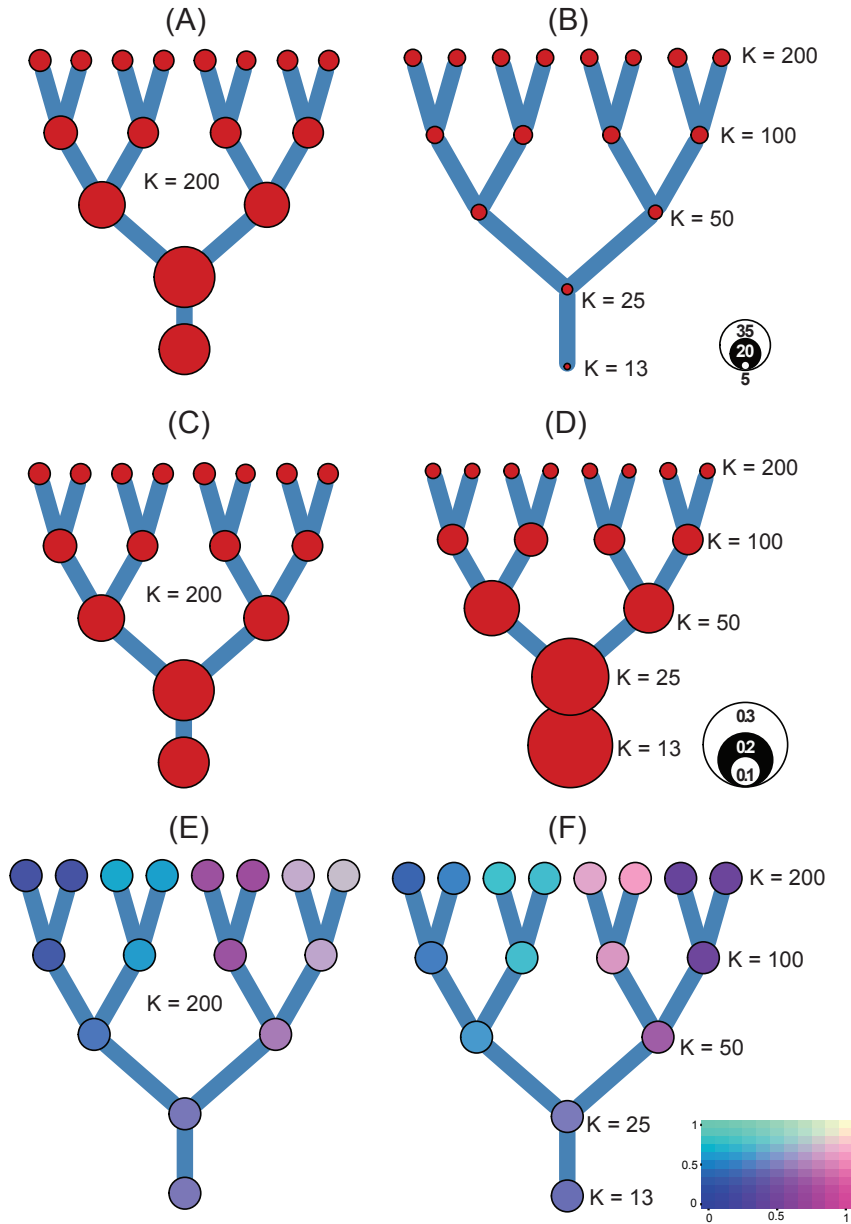 (A)
(B)
K = 200
K = 100
K = 200
K = 50
K = 25
K = 13
35
20
5
(C)
(D)
K = 200
K = 100
K = 200
K = 50
K = 25
K = 13
0.3
0.2
0.1
(E)
(F)
K = 200
K = 100
K = 200
K = 50
K = 25
K = 13
1
0.5
0
0 0.5 1